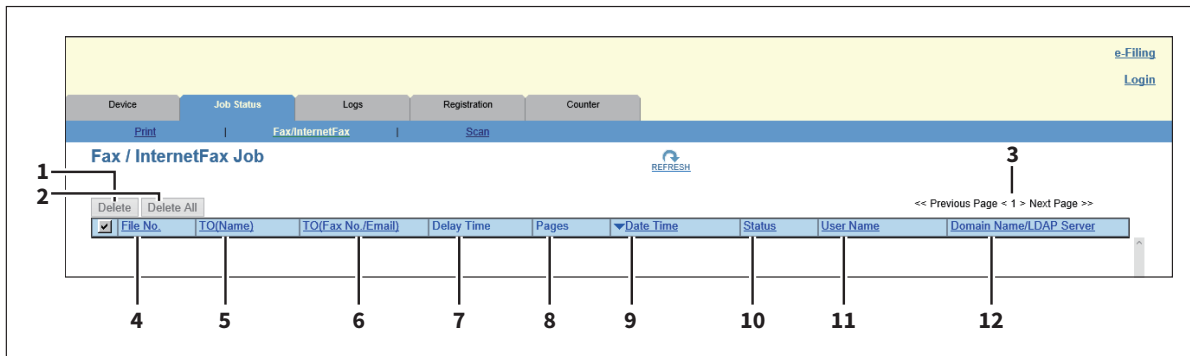 e-Filing
Login
Device Job Status Logs Registration Counter
Print | Fax/InternetFax | Scan
Fax / InternetFax Job
REFRESH
1
2
3
Delete Delete All
<< Previous Page < 1 > Next Page >>
File No. TO(Name) TO(Fax No./Email) Delay Time Pages Date Time Status User Name Domain Name/LDAP Server
4 5 6 7 8 9 10 11 12